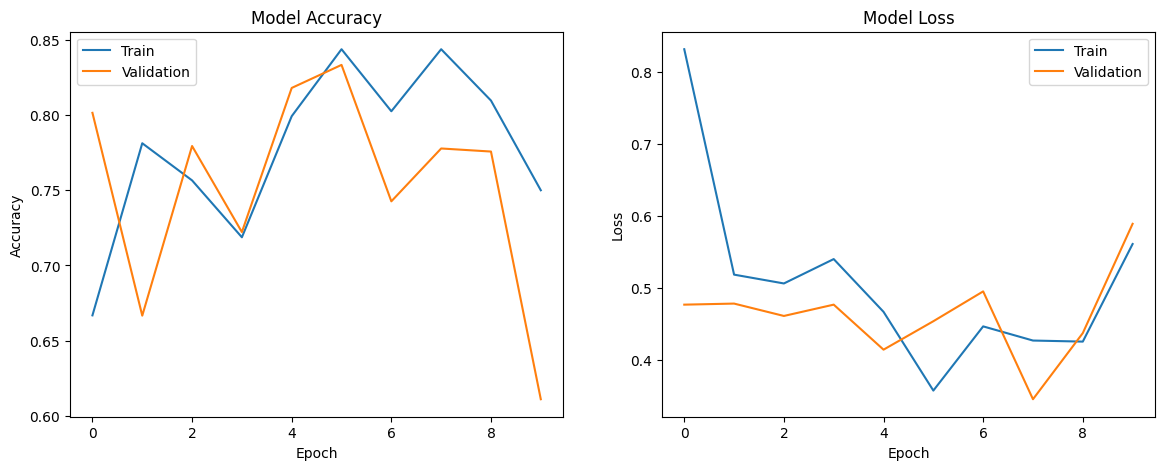 Model Accuracy
Train
Validation
0.85
0.80
0.75
0.70
0.65
0.60
Accuracy
0 2 4 6 8
Epoch
Model Loss
Train
Validation
0.8
0.7
0.6
0.5
0.4
Loss
0 2 4 6 8
Epoch